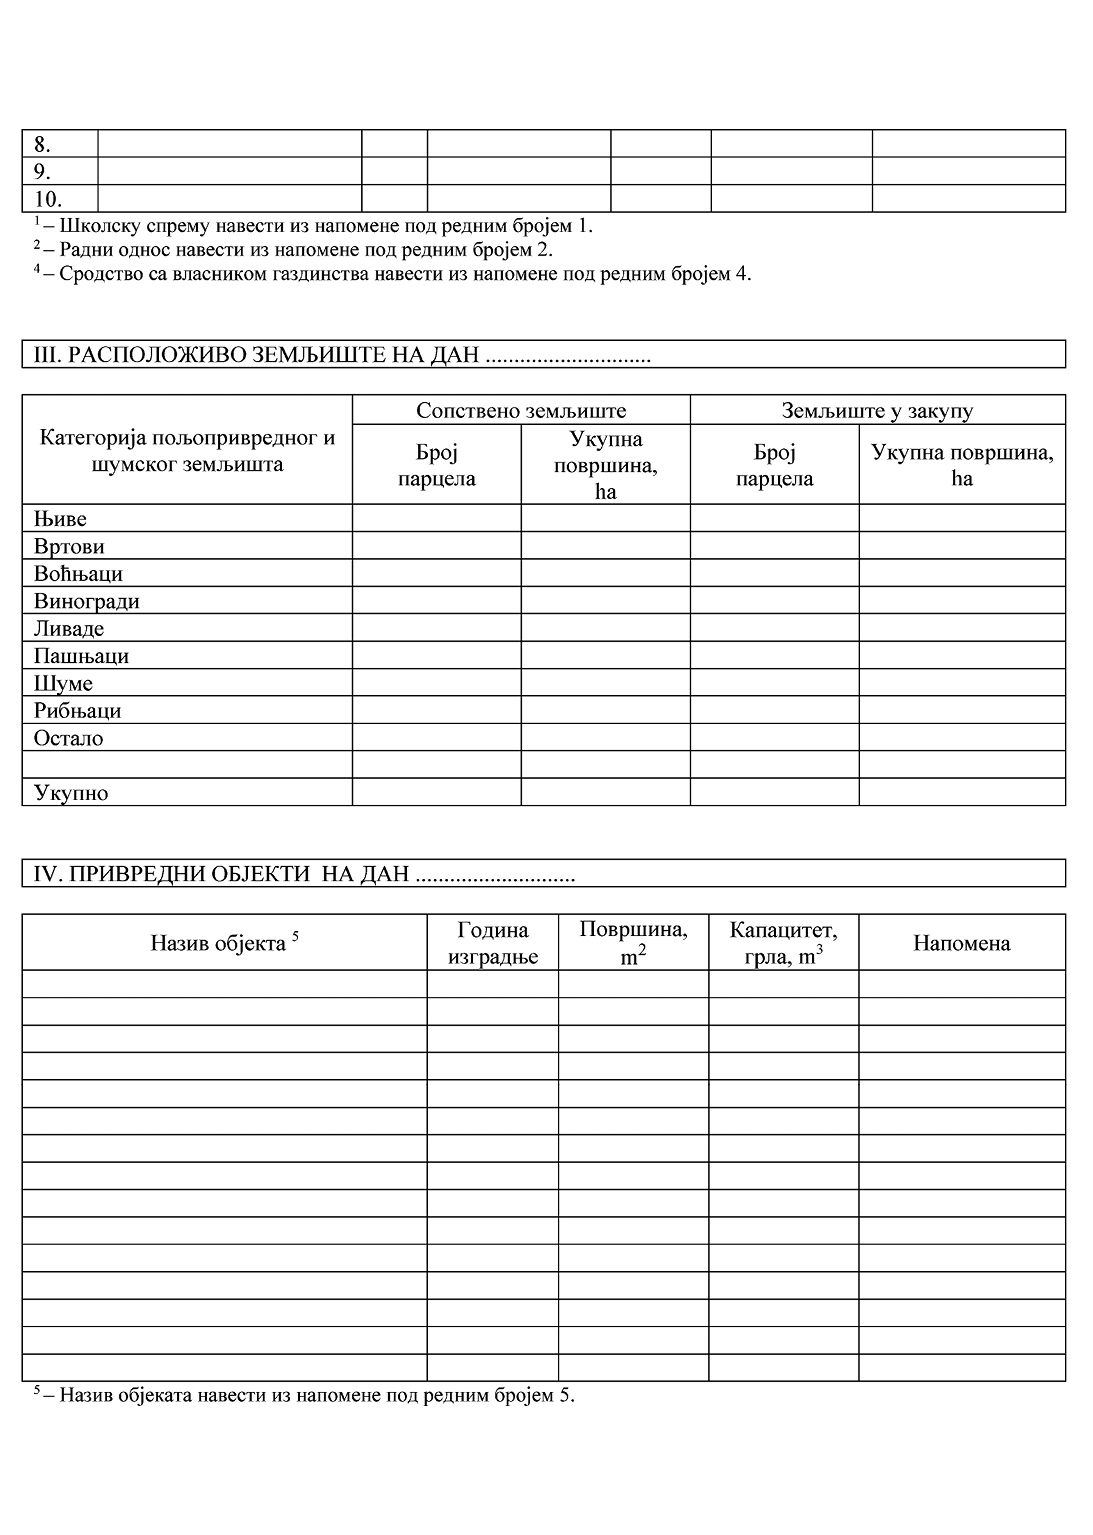 8.
9.
10.
1 – Школску спрему навести из напомене под редним бројем 1.
2 – Радни однос навести из напомене под редним бројем 2.
4 – Сродство са власником газдинства навести из напомене под редним бројем 4.
III. РАСПОЛОЖИВО ЗЕМЉИШТЕ НА ДАН .............................
Категорија пољопривредног и
шумског земљишта
Сопствено земљиште
Земљиште у закупу
Број
парцела
Укупна
површина,
ha
Број
парцела
Укупна површина,
ha
Њиве
Вртови
Воћњаци
Виногради
Ливаде
Пашњаци
Шуме
Рибњаци
Остало
Укупно
IV. ПРИВРЕДНИ ОБЈЕКТИ НА ДАН ............................
Назив објекта 5
Година
изградње
Површина,
m2
Капацитет,
грла, m3
Напомена
5 – Назив објеката навести из напомене под редним бројем 5.